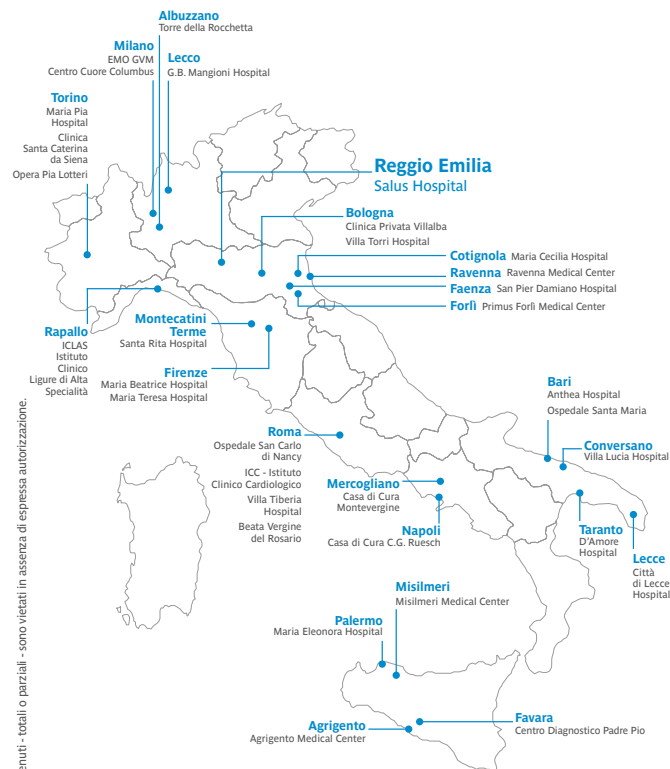 Albuzzano
Torre della Rocchetta
Milano
EMO GVM
Centro Cuore Columbus
Lecco
G.B. Mangioni Hospital
Torino
Maria Pia
Hospital
Clinica
Santa Caterina
da Siena
Opera Pia Lotteri
Reggio Emilia
Salus Hospital
Bologna
Clinica Privata Villalba
Villa Torri Hospital
Cotignola Maria Cecilia Hospital
Ravenna Ravenna Medical Center
Faenza San Pier Damiano Hospital
Forlì Primus Forlì Medical Center
Rapallo
ICLAS
Istituto
Clinico
Ligure di Alta
Specialità
Montecatini
Terme
Santa Rita Hospital
Firenze
Maria Beatrice Hospital
Maria Teresa Hospital
Bari
Anthea Hospital
Ospedale Santa Maria
Conversano
Villa Lucia Hospital
Roma
Ospedale San Carlo
di Nancy
ICC - Istituto
Clinico Cardiologico
Villa Tiberia
Hospital
Beata Vergine
del Rosario
Mercogliano
Casa di Cura
Montevergine
Napoli
Casa di Cura C.G. Ruesch
Taranto
D'Amore
Hospital
Lecce
Città
di Lecce
Hospital
Misilmeri
Misilmeri Medical Center
Palermo
Maria Eleonora Hospital
Agrigento
Agrigento Medical Center
Favara
Centro Diagnostico Padre Pio
- totali o parziali - sono vietati in assenza di espressa autorizzazione.